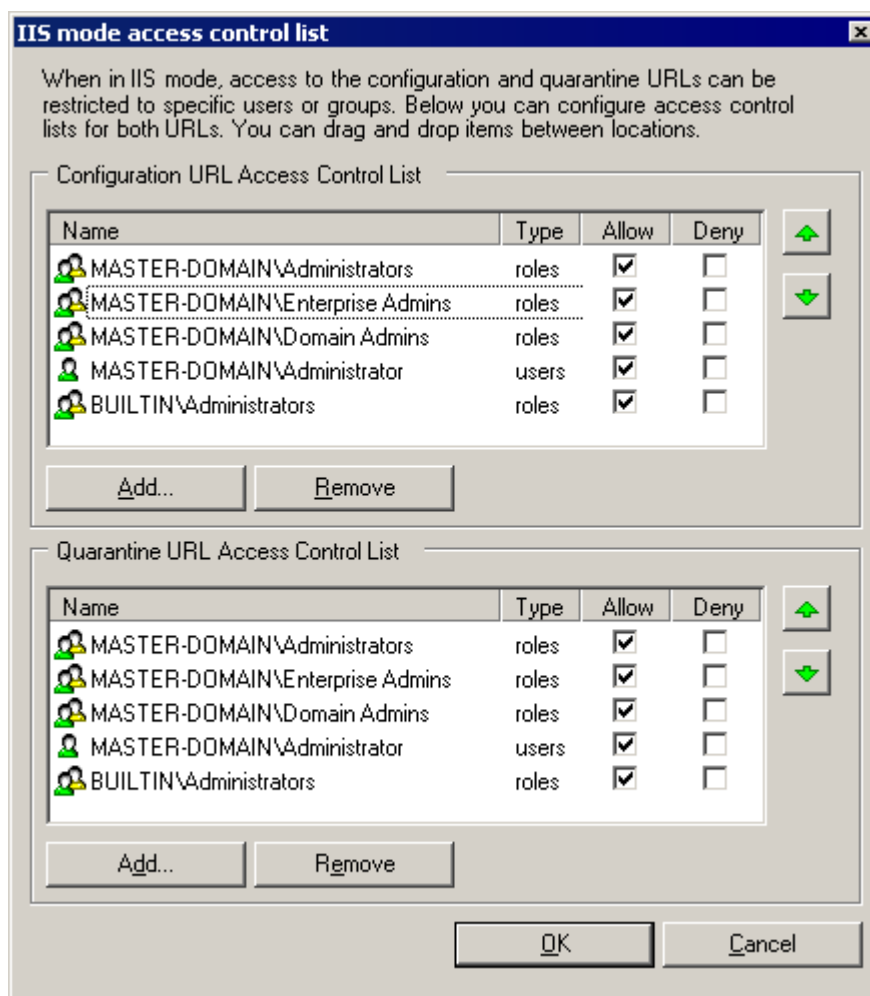 IIS mode access control list
When in IIS mode, access to the configuration and quarantine URLs can be
restricted to specific users or groups. Below you can configure access control
lists for both URLs. You can drag and drop items between locations.
Configuration URL Access Control List
Name Type Allow Deny
MASTER-DOMAIN\Administrators roles
MASTER-DOMAIN\Enterprise Admins roles
MASTER-DOMAIN\Domain Admins roles
MASTER-DOMAIN\Administrator users
BUILTIN\Administrators roles
Add... Remove
Quarantine URL Access Control List
Name Type Allow Deny
MASTER-DOMAIN\Administrators roles
MASTER-DOMAIN\Enterprise Admins roles
MASTER-DOMAIN\Domain Admins roles
MASTER-DOMAIN\Administrator users
BUILTIN\Administrators roles
Add... Remove
OK Cancel